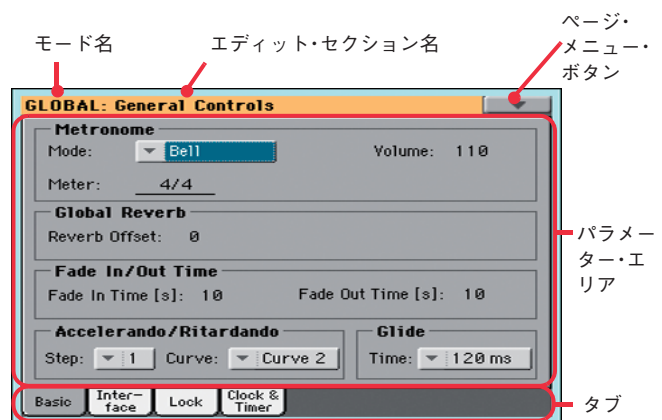 モード名
エディット・セクション名
ページ・
メニュー・
ボタン
GLOBAL: General Controls
Metronome
Mode: Bell Volume: 110
Meter: 4/4
Global Reverb
Reverb Offset: 0
パラメー
ター・エ
リア
Fade In/Out Time
Fade In Time [s]: 10 Fade Out Time [s]: 10
Accelerando/Ritardando Glide
Step: 1 Curve: Curve 2 Time: 120 ms
Basic Inter-
face Lock Clock &
Timer
タブ